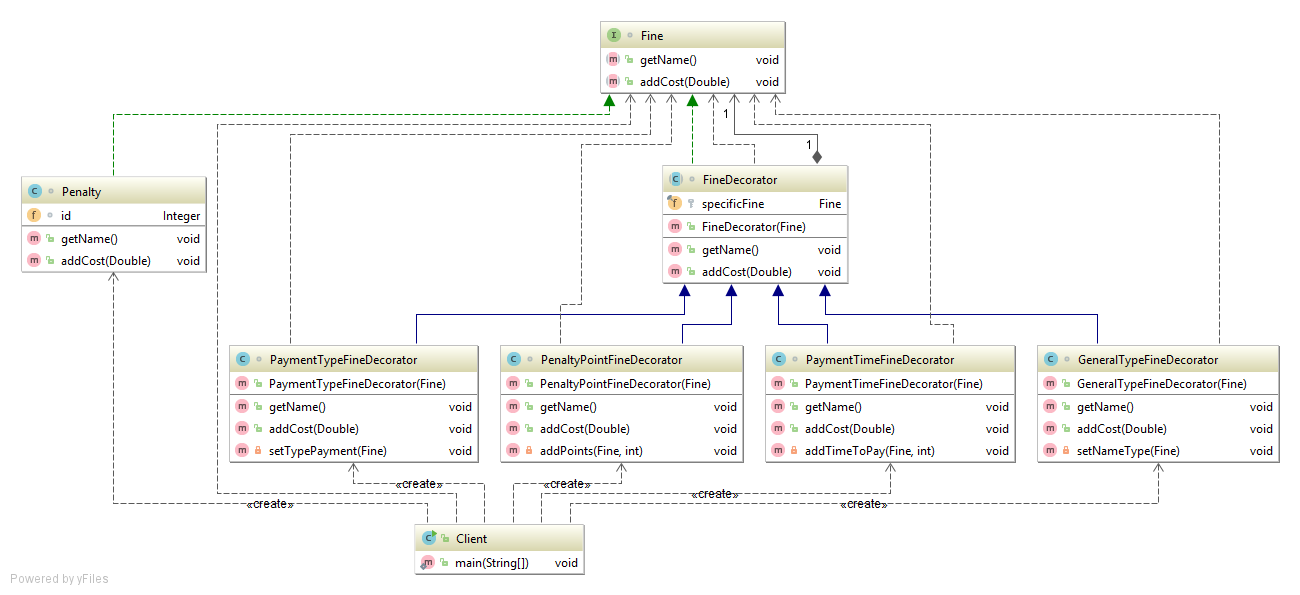 Fine
getName() void
addCost(Double) void
1
1
Penalty
id Integer
getName() void
addCost(Double) void
FineDecorator
specificFine Fine
FineDecorator(Fine)
getName() void
addCost(Double) void
PaymentTypeFineDecorator
PaymentTypeFineDecorator(Fine)
getName() void
addCost(Double) void
setTypePayment(Fine) void
PenaltyPointFineDecorator
PenaltyPointFineDecorator(Fine)
getName() void
addCost(Double) void
addPoints(Fine, int) void
PaymentTimeFineDecorator
PaymentTimeFineDecorator(Fine)
getName() void
addCost(Double) void
addTimeToPay(Fine, int) void
GeneralTypeFineDecorator
GeneralTypeFineDecorator(Fine)
getName() void
addCost(Double) void
setNameType(Fine) void
«create»
«create»
«create»
«create»
«create»
Client
main(String[]) void
Powered by yFiles